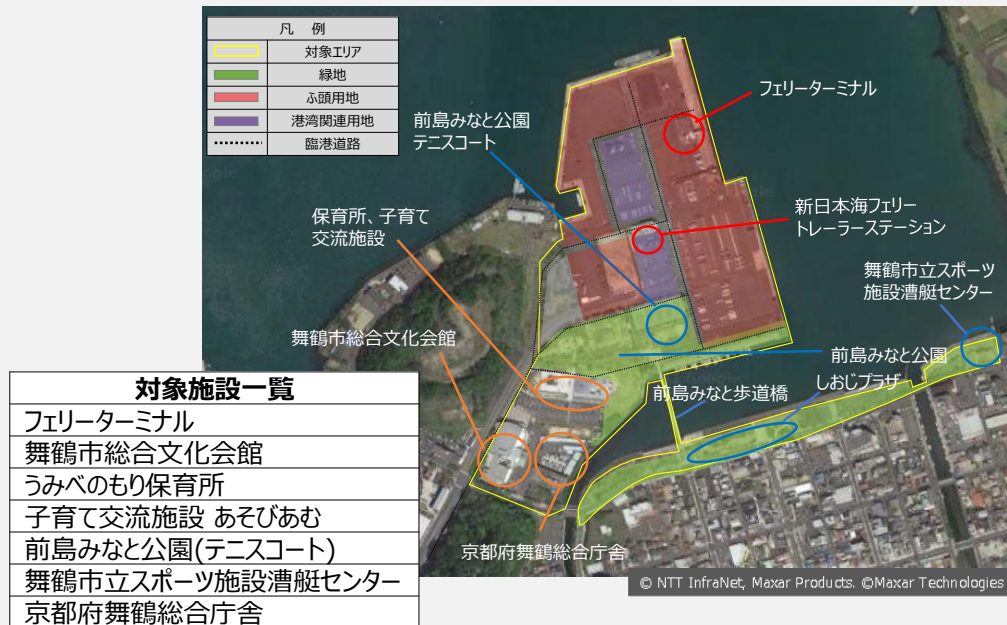 凡 例
対象エリア
緑地
ふ頭用地
港湾関連用地
臨港道路
フェリーターミナル
前島みなと公園
テニスコート
新日本海フェリー
トレーラーステーション
保育所、子育て
交流施設
舞鶴市立スポーツ
施設漕艇センター
舞鶴市総合文化会館
前島みなと公園
しおじプラザ
前島みなと歩道橋
京都府舞鶴総合庁舎
対象施設一覧
フェリーターミナル
舞鶴市総合文化会館
うみべのもり保育所
子育て交流施設 あそびあむ
前島みなと公園(テニスコート)
舞鶴市立スポーツ施設漕艇センター
京都府舞鶴総合庁舎
© NTT InfraNet, Maxar Products. ©Maxar Technologies